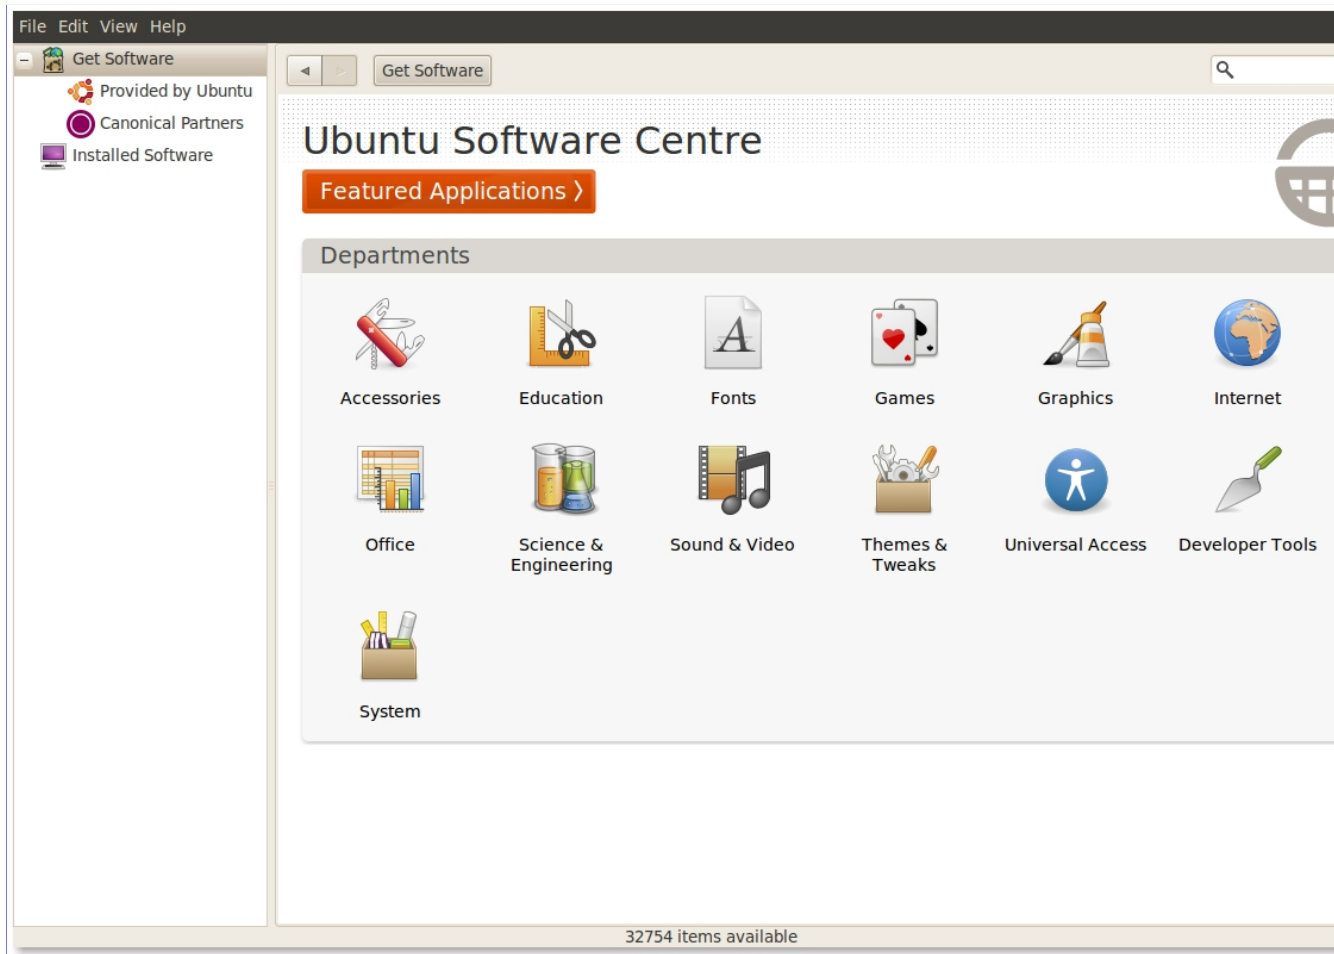 File Edit View Help
Get Software
Provided by Ubuntu
Canonical Partners
Installed Software
Get Software
Ubuntu Software Centre
Featured Applications
Departments
Accessories
Education
Fonts
Games
Graphics
Internet
Office
Science &
Engineering
Sound & Video
Themes &
Tweaks
Universal Access
Developer Tools
System
32754 items available